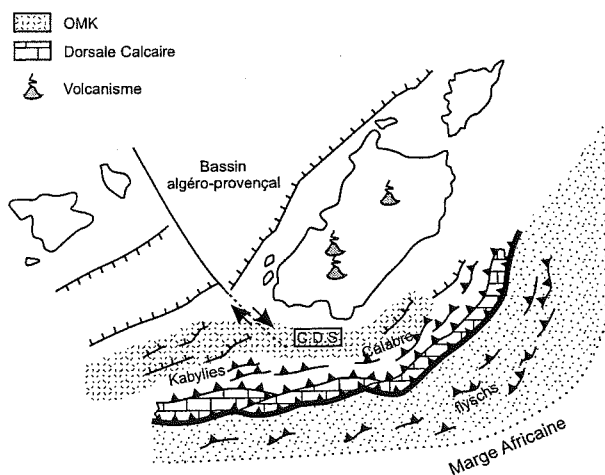 OMK
Dorsale Calcaire
Volcanisme
Bassin
algéro-provençal
C.D.S
Calabre
Kabylies
flyschs
Marge Africaine